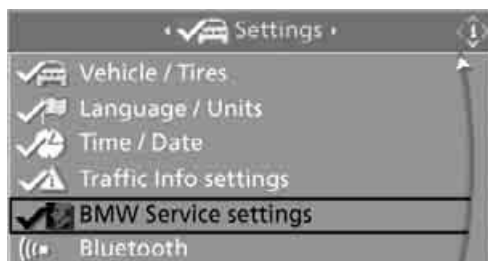 Settings
i
Vehicle / Tires
Language / Units
Time / Date
Traffic Info settings
BMW Service settings
Bluetooth